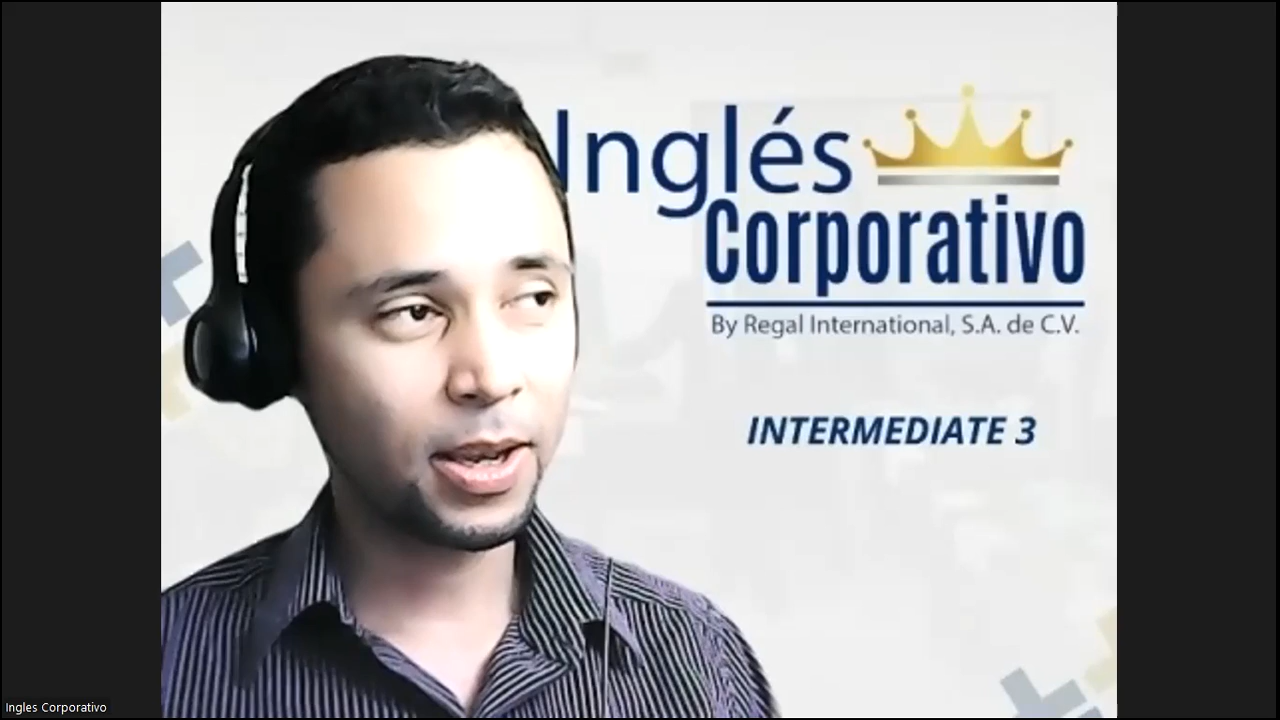 Inglés
Corporativo
By Regal International, S.A. de C.V.
INTERMEDIATE 3
Ingles Corporativo